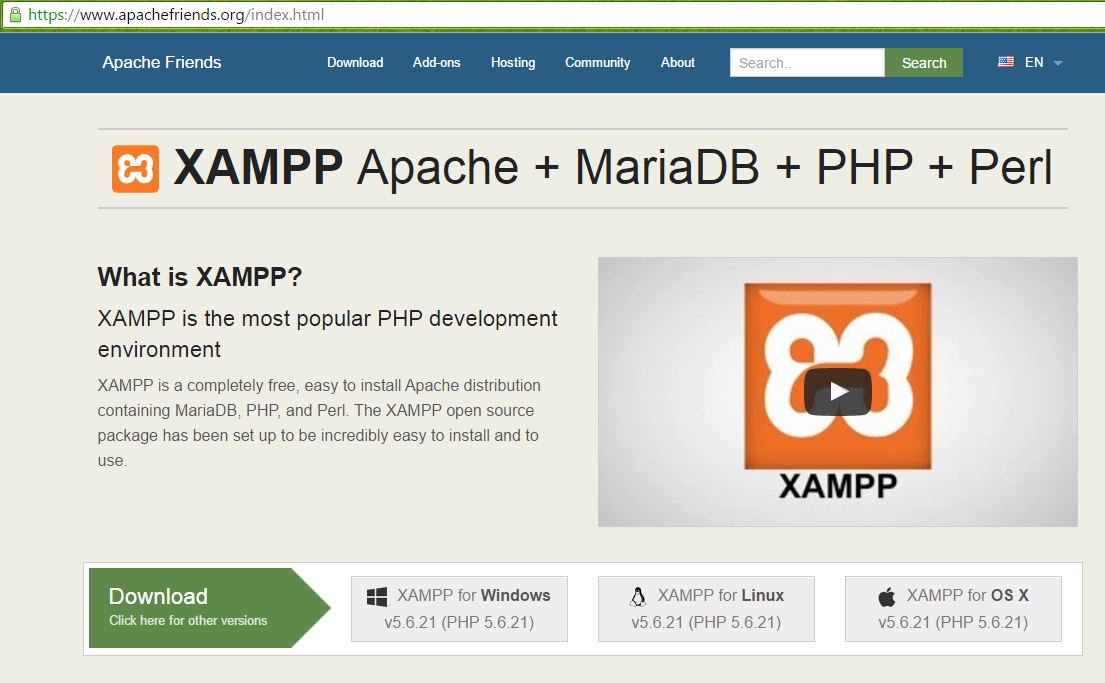 https://www.apachefriends.org/index.html
Apache Friends Download Add-ons Hosting Community About Search.. Search EN
XAMPP Apache + MariaDB + PHP + Perl
What is XAMPP?
XAMPP is the most popular PHP development
environment
XAMPP is a completely free, easy to install Apache distribution
containing MariaDB, PHP, and Perl. The XAMPP open source
package has been set up to be incredibly easy to install and to
use.
XAMPP
Download
Click here for other versions
XAMPP for Windows
v5.6.21 (PHP 5.6.21)
XAMPP for Linux
v5.6.21 (PHP 5.6.21)
XAMPP for OS X
v5.6.21 (PHP 5.6.21)